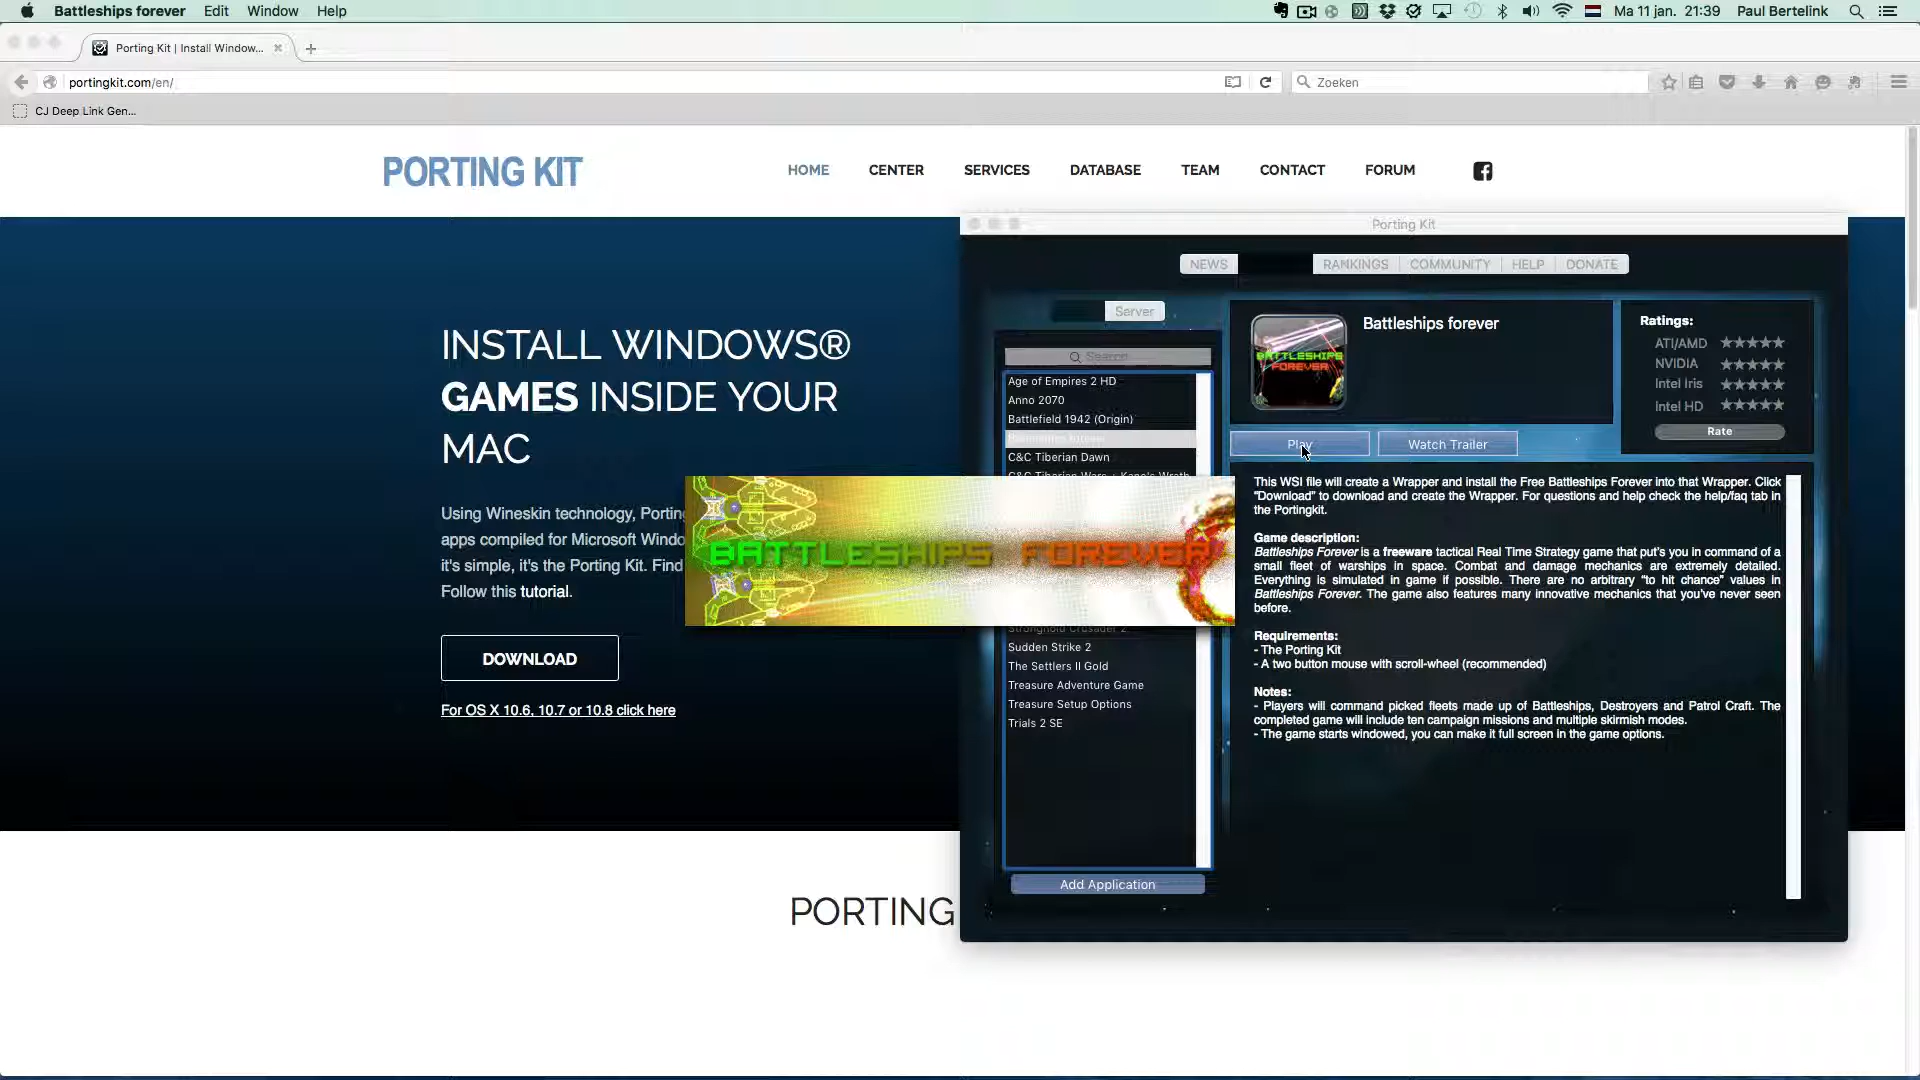 Battleships forever Edit Window Help
Ma 11 jan. 21:39 Paul Bertelink
Porting Kit | Install Window...
portingkit.com/en/
Zoeken
CJ Deep Link Gen...
PORTING KIT
HOME CENTER SERVICES DATABASE TEAM CONTACT FORUM
INSTALL WINDOWS®
GAMES INSIDE YOUR
MAC
Using Wineskin technology, Porting
apps compiled for Microsoft Windo
it's simple, it's the Porting Kit. Find
Follow this tutorial.
DOWNLOAD
For OS X 10.6, 10.7 or 10.8 click here
PORTING
Porting Kit
NEWS RANKINGS COMMUNITY HELP DONATE
Server
Search
Age of Empires 2 HD
Anno 2070
Battlefield 1942 (Origin)
Battleships forever
C&C Tiberian Dawn
C&C Tiberian Wars + Kane's Wrath
BATTLESHIPS FOREVER
Stronghold Crusader 2
Sudden Strike 2
The Settlers II Gold
Treasure Adventure Game
Treasure Setup Options
Trials 2 SE
Add Application
BATTLESHIPS
FOREVER
Battleships forever
Ratings:
ATI/AMD ★★★★★
NVIDIA ★★★★★
Intel Iris ★★★★★
Intel HD ★★★★★
Rate
Play
Watch Trailer
This WSI file will create a Wrapper and install the Free Battleships Forever into that Wrapper. Click
"Download" to download and create the Wrapper. For questions and help check the help/faq tab in
the Portingkit.
Game description:
Battleships Forever is a freeware tactical Real Time Strategy game that put's you in command of a
small fleet of warships in space. Combat and damage mechanics are extremely detailed.
Everything is simulated in game if possible. There are no arbitrary "to hit chance" values in
Battleships Forever. The game also features many innovative mechanics that you've never seen
before.
Requirements:
- The Porting Kit
- A two button mouse with scroll-wheel (recommended)
Notes:
- Players will command picked fleets made up of Battleships, Destroyers and Patrol Craft. The
completed game will include ten campaign missions and multiple skirmish modes.
- The game starts windowed, you can make it full screen in the game options.